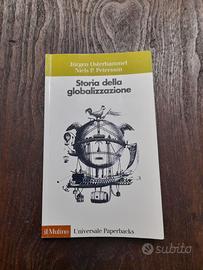 Jürgen Osterhammel
Niels P. Petersson
Storia della
globalizzazione
il Mulino
Universale Paperbacks
subito